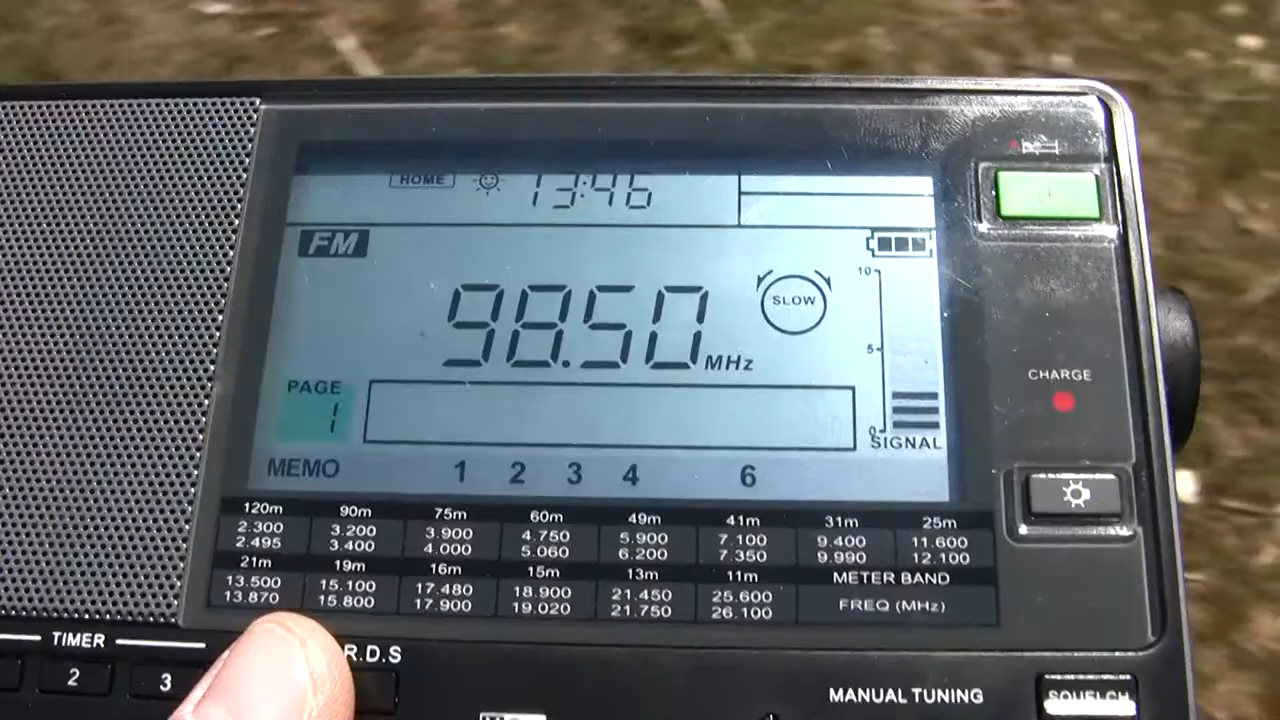 HOME 13:46
FM
98.50 MHz
SLOW
10
5
0
SIGNAL
PAGE
1
MEMO 1 2 3 4 6
CHARGE
120m 90m 75m 60m 49m 41m 31m 25m
2.300 3.200 3.900 4.750 5.900 7.100 9.400 11.600
2.495 3.400 4.000 5.060 6.200 7.350 9.990 12.100
21m 19m 16m 15m 13m 11m METER BAND
13.500 15.100 17.480 18.900 21.450 25.600 FREQ (MHz)
13.870 15.800 17.900 19.020 21.750 26.100
TIMER
R.D.S
2 3
MANUAL TUNING
SQUELCH